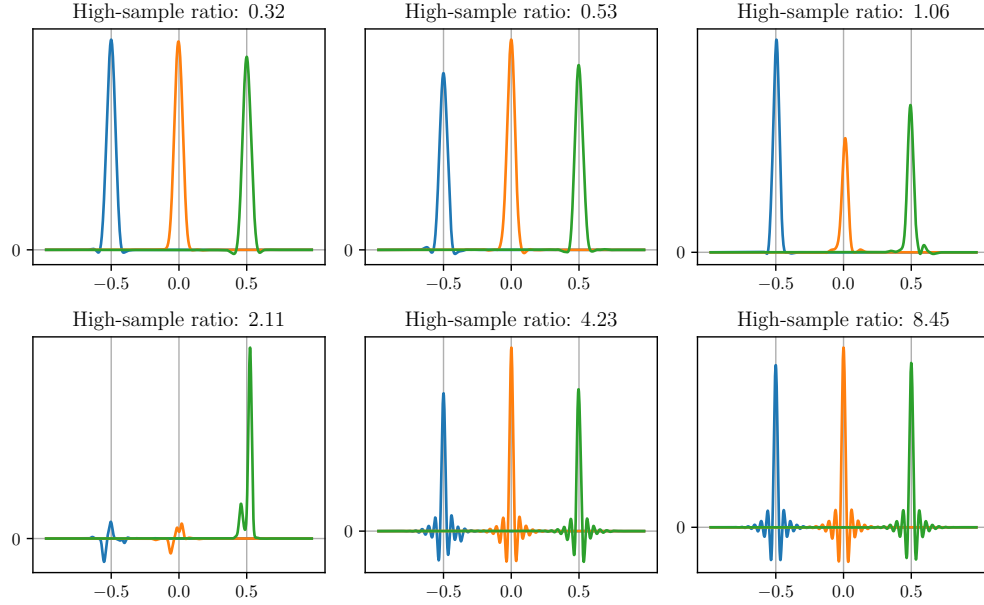 High-sample ratio: 0.32
High-sample ratio: 0.53
High-sample ratio: 1.06
0
−0.5 0.0 0.5
0
−0.5 0.0 0.5
0
−0.5 0.0 0.5
High-sample ratio: 2.11
High-sample ratio: 4.23
High-sample ratio: 8.45
0
−0.5 0.0 0.5
0
−0.5 0.0 0.5
0
−0.5 0.0 0.5